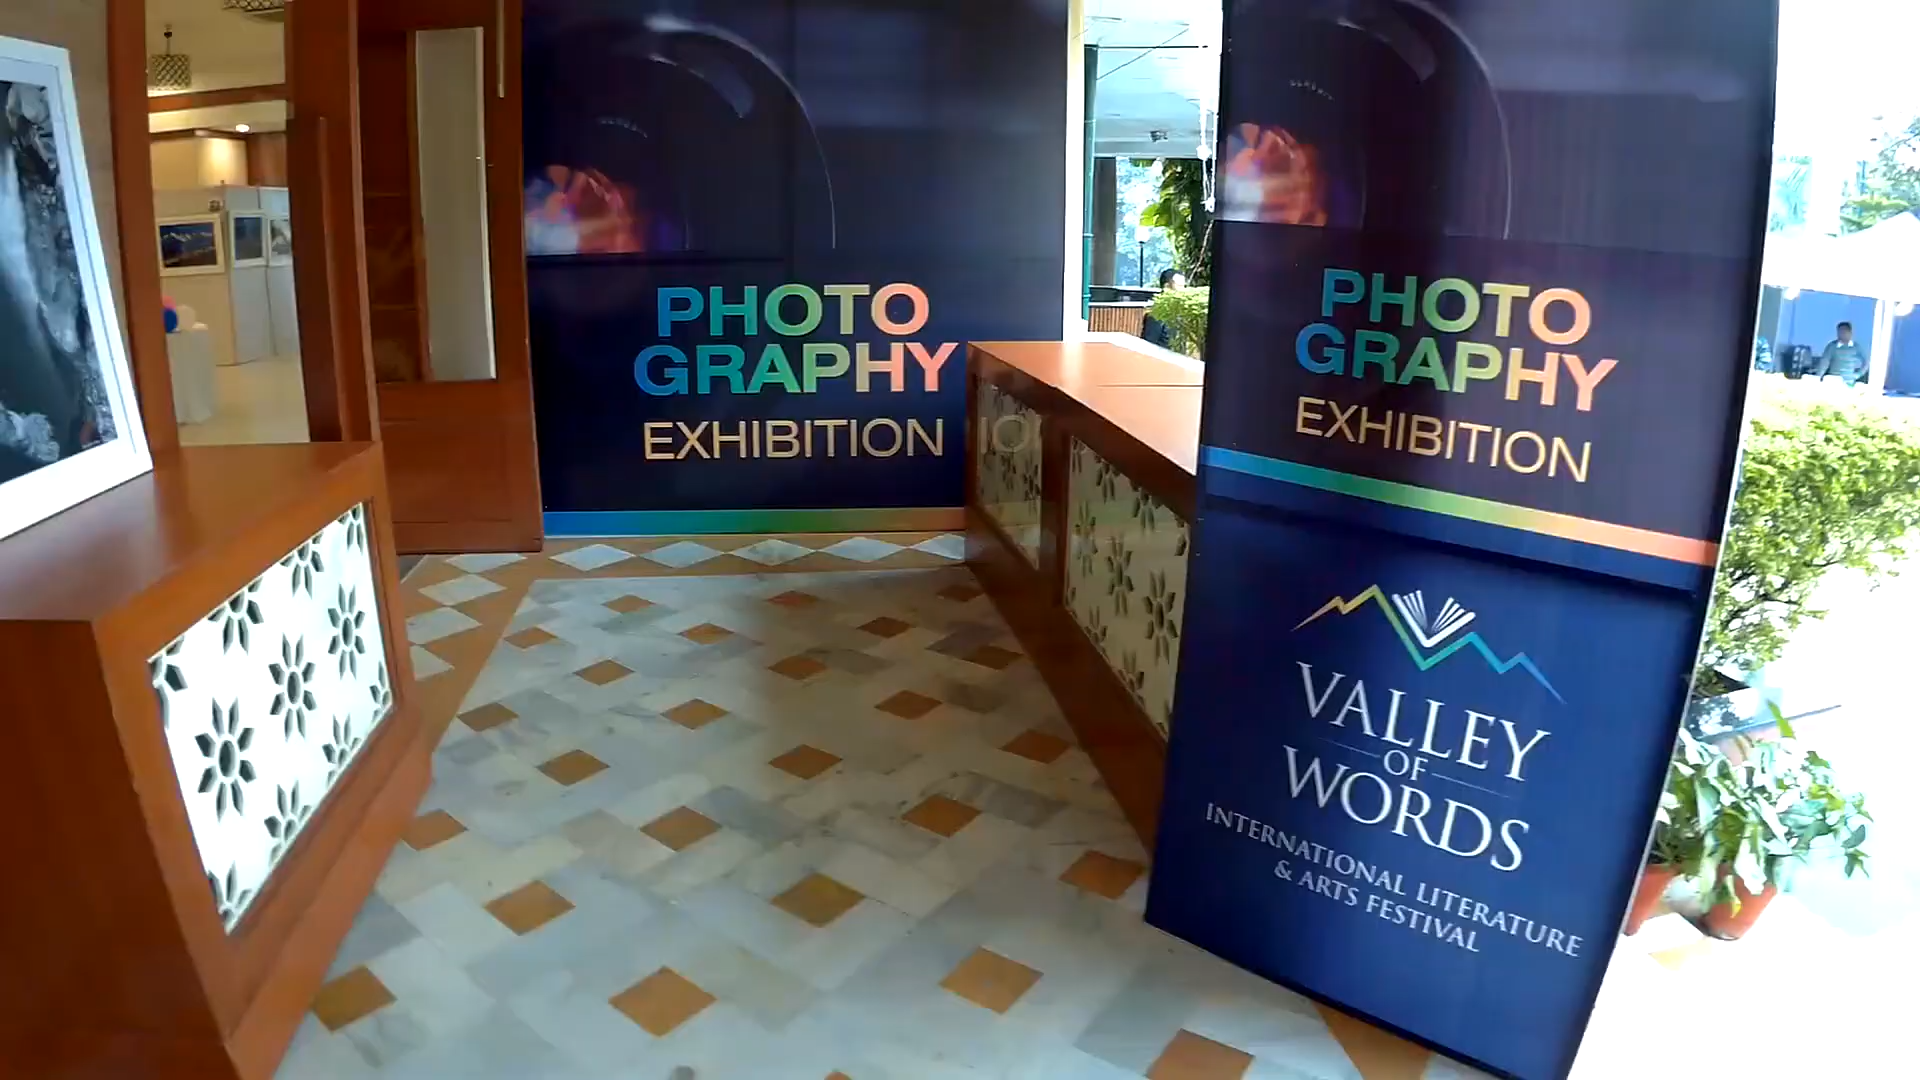 PHOTO
GRAPHY
EXHIBITION
PHOTO
GRAPHY
EXHIBITION
VALLEY
OF
WORDS
INTERNATIONAL LITERATURE
& ARTS FESTIVAL